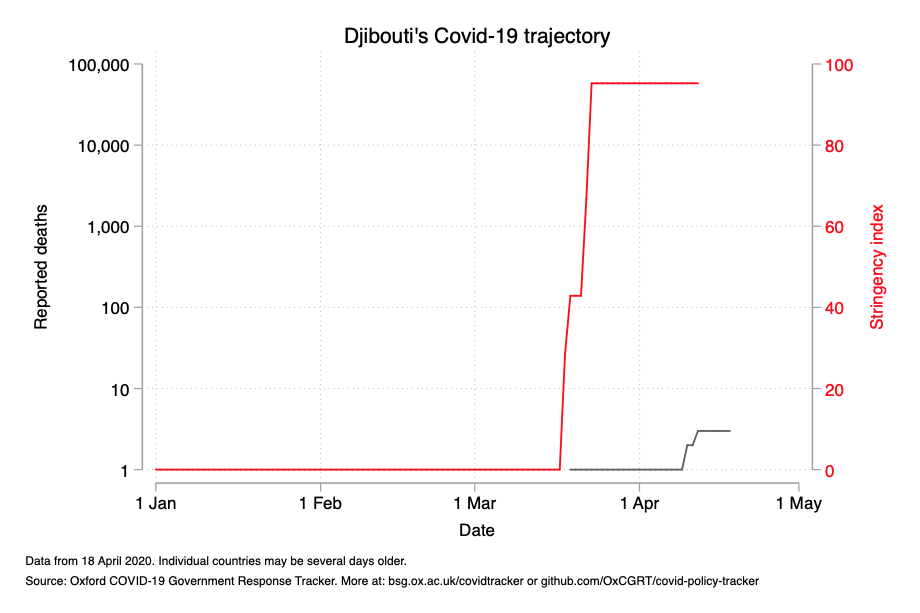 Djibouti's Covid-19 trajectory
100,000
10,000
1,000
100
10
1
Reported deaths
100
80
60
40
20
0
Stringency index
1 Jan 1 Feb 1 Mar 1 Apr 1 May
Date
Data from 18 April 2020. Individual countries may be several days older.
Source: Oxford COVID-19 Government Response Tracker. More at: bsg.ox.ac.uk/covidtracker or github.com/OxCGRT/covid-policy-tracker